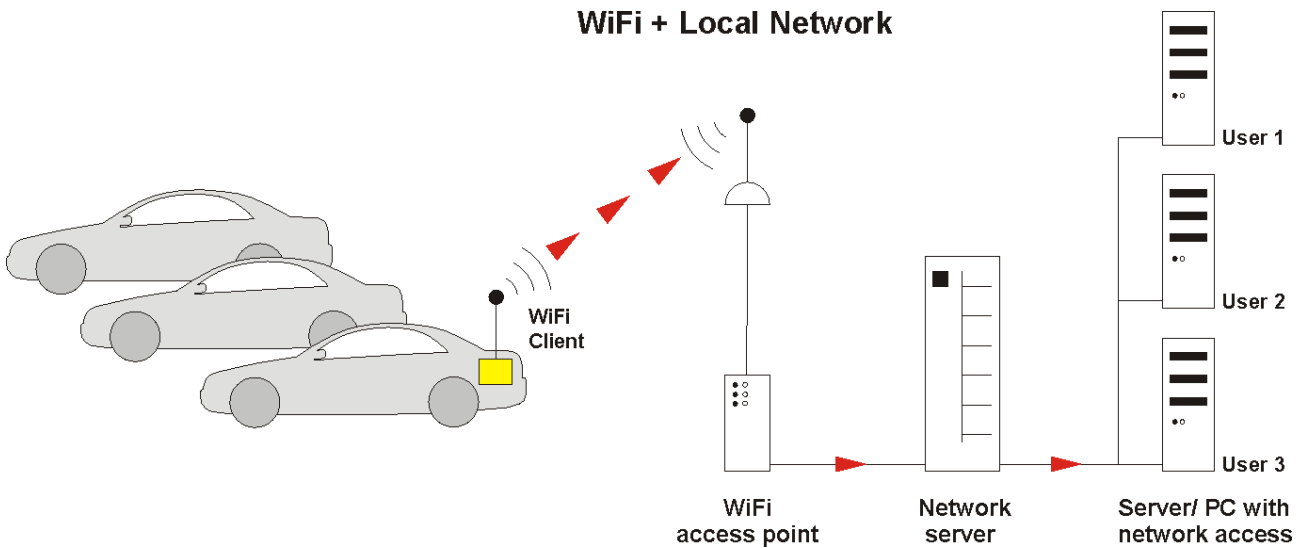 WiFi + Local Network
User 1
User 2
WiFi
Client
User 3
WiFi
access point
Network
server
Server/ PC with
network access